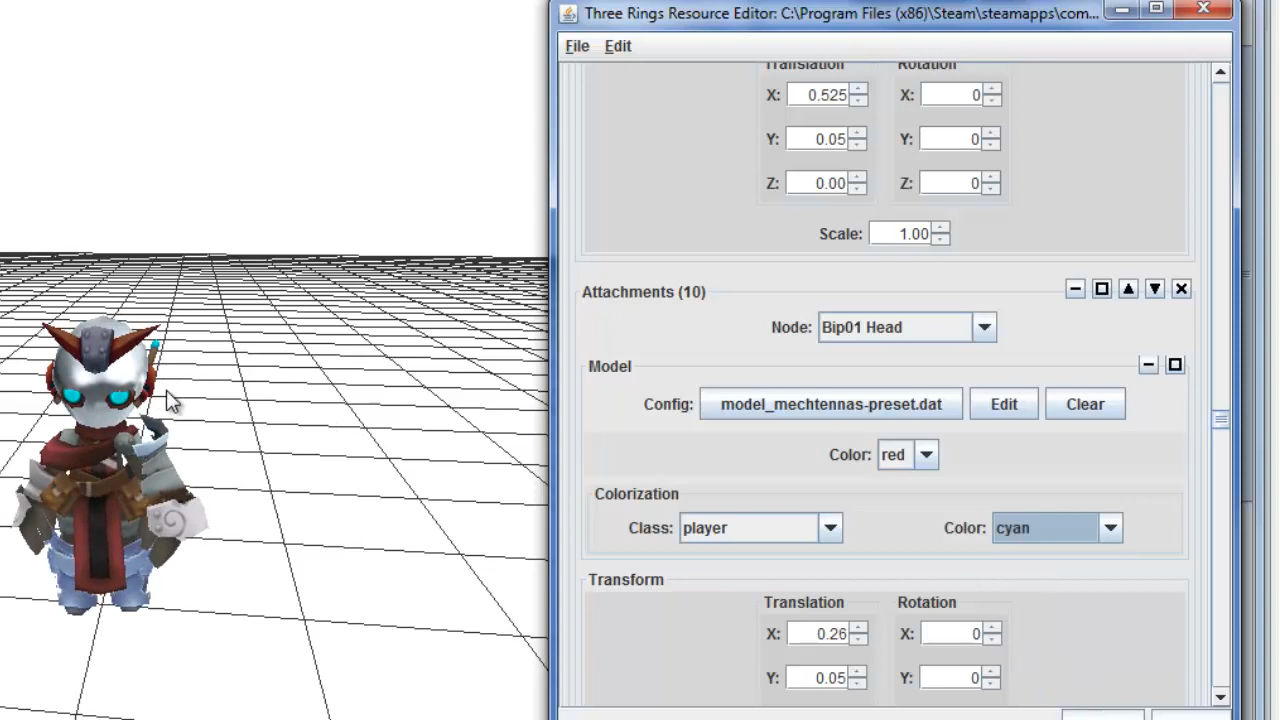 Three Rings Resource Editor: C:\Program Files (x86)\Steam\steamapps\com...
File Edit
Translation Rotation
X: 0.525 X: 0
Y: 0.05 Y: 0
Z: 0.00 Z: 0
Scale: 1.00
Attachments (10)
Node: Bip01 Head
Model
Config: model_mechtennas-preset.dat Edit Clear
Color: red
Colorization
Class: player Color: cyan
Transform
Translation Rotation
X: 0.26 X: 0
Y: 0.05 Y: 0